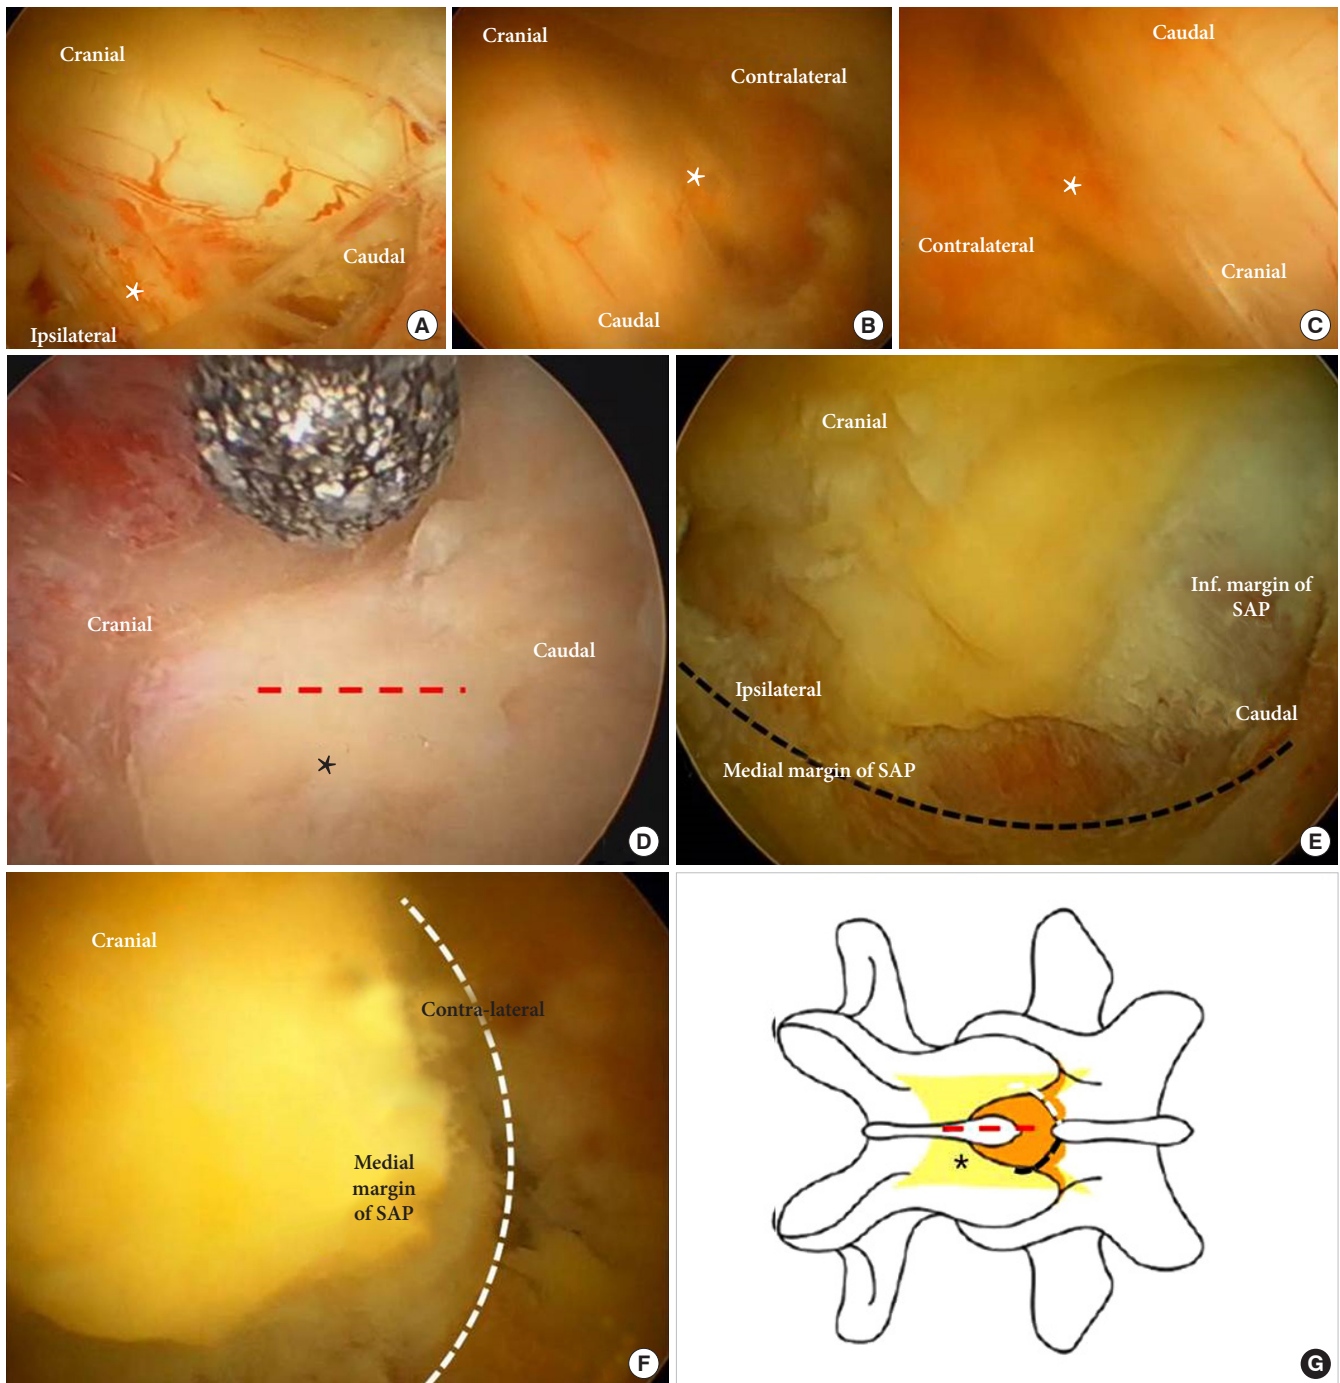 Cranial
Caudal
Ipsilateral
A
Cranial
Contralateral
Caudal
B
Caudal
Contralateral
Cranial
C
Cranial
Caudal
D
Cranial
Inf. margin of
SAP
Ipsilateral
Caudal
Medial margin of SAP
E
Cranial
Contra-lateral
Medial
margin
of SAP
F
*
G